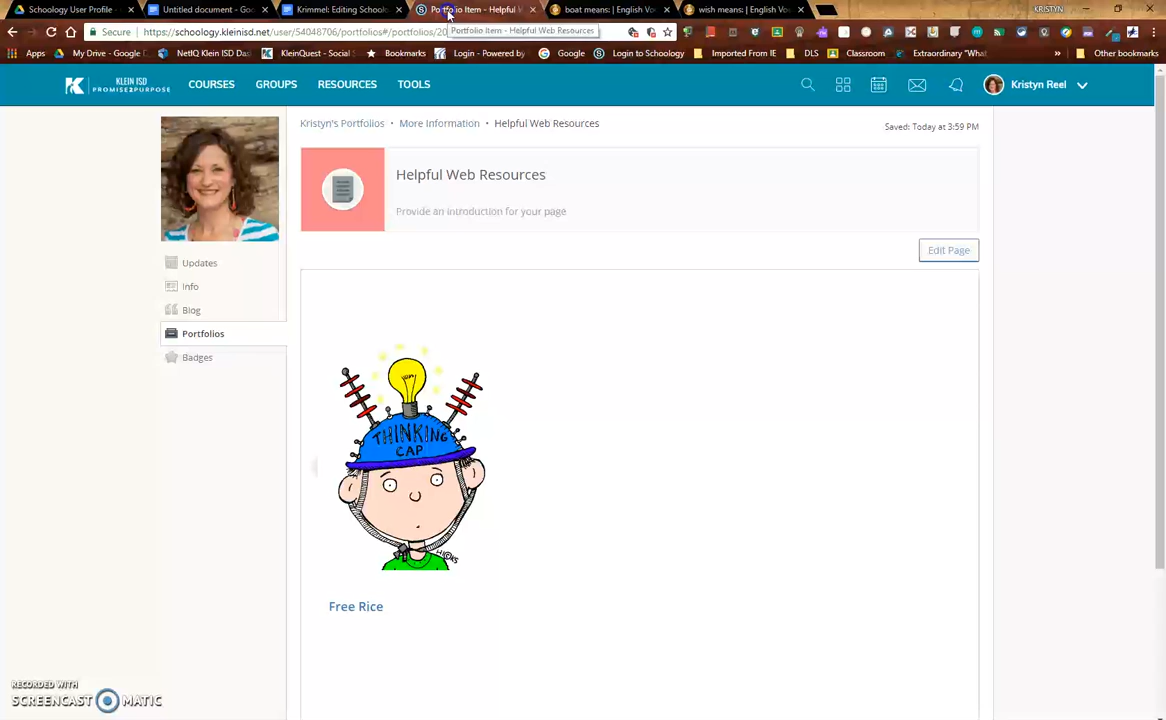 Schoology User Profile -
Untitled document - Goo
Krimmel: Editing Schoolo
Portfolio Item - Helpful W
boat means: | English Vo
wish means: | English Vo
KRISTYN
Secure
https://schoology.kleinisd.net/user/54048706/portfolios#/portfolios/20
Portfolio Item - Helpful Web Resources
Apps
My Drive - Google D
NetIQ Klein ISD Das
KleinQuest - Social S
Bookmarks
Login - Powered by
Google
Login to Schoology
Imported From IE
DLS
Classroom
Extraordinary "What
»
Other bookmarks
K
KLEIN ISD
PROMISE2PURPOSE
COURSES
GROUPS
RESOURCES
TOOLS
Kristyn Reel
Kristyn's Portfolios • More Information • Helpful Web Resources
Saved: Today at 3:59 PM
Helpful Web Resources
Provide an introduction for your page
Edit Page
Updates
Info
Blog
Portfolios
Badges
THINKING
CAP
HICKS
Free Rice
RECORDED WITH
SCREENCAST MATIC